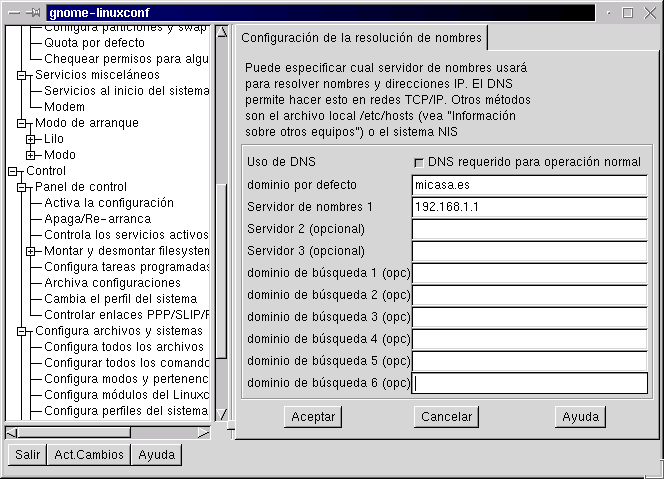 gnome-linuxconf
Configura particiones y swap
Quota por defecto
Chequear permisos para algu
Servicios misceláneos
Servicios al inicio del sistema
Modem
Modo de arranque
Lilo
Modo
Control
Panel de control
Activa la configuración
Apaga/Re-arranca
Controla los servicios activos
Montar y desmontar filesystem
Configura tareas programadas
Archiva configuraciones
Cambia el perfil del sistema
Controlar enlaces PPP/SLIP/F
Configura archivos y sistemas
Configura todos los archivos
Configurar todos los comando
Configura modos y pertenenc
Configura módulos del Linuxc
Configura perfiles del sistema
Salir
Act.Cambios
Ayuda
Configuración de la resolución de nombres
Puede especificar cual servidor de nombres usará
para resolver nombres y direcciones IP. El DNS
permite hacer esto en redes TCP/IP. Otros métodos
son el archivo local /etc/hosts (vea "Información
sobre otros equipos") o el sistema NIS
Uso de DNS DNS requerido para operación normal
dominio por defecto micasa.es
Servidor de nombres 1 192.168.1.1
Servidor 2 (opcional)
Servidor 3 (opcional)
dominio de búsqueda 1 (opc)
dominio de búsqueda 2 (opc)
dominio de búsqueda 3 (opc)
dominio de búsqueda 4 (opc)
dominio de búsqueda 5 (opc)
dominio de búsqueda 6 (opc)
Aceptar
Cancelar
Ayuda